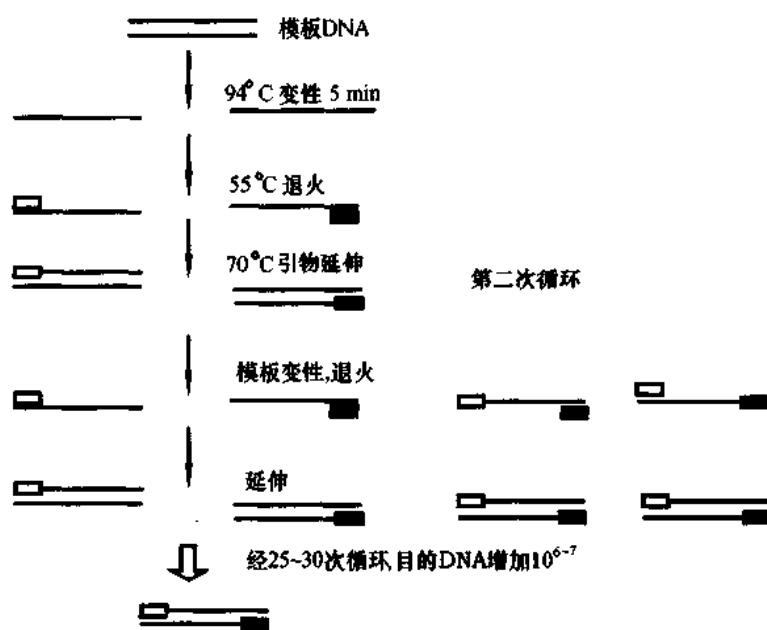 模板DNA
94°C 变性 5 min
55°C 退火
70°C 引物延伸
第二次循环
模板变性,退火
延伸
经25~30次循环,目的DNA增加10⁶⁻⁷